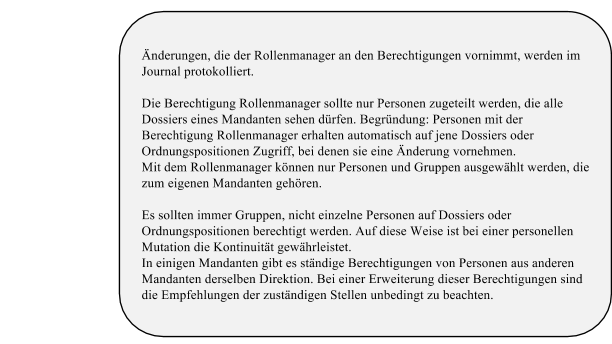 Änderungen, die der Rollenmanager an den Berechtigungen vornimmt, werden im
Journal protokolliert.
Die Berechtigung Rollenmanager sollte nur Personen zugeteilt werden, die alle
Dossiers eines Mandanten sehen dürfen. Begründung: Personen mit der
Berechtigung Rollenmanager erhalten automatisch auf jene Dossiers oder
Ordnungspositionen Zugriff, bei denen sie eine Änderung vornehmen.
Mit dem Rollenmanager können nur Personen und Gruppen ausgewählt werden, die
zum eigenen Mandanten gehören.
Es sollten immer Gruppen, nicht einzelne Personen auf Dossiers oder
Ordnungspositionen berechtigt werden. Auf diese Weise ist bei einer personellen
Mutation die Kontinuität gewährleistet.
In einigen Mandanten gibt es ständige Berechtigungen von Personen aus anderen
Mandanten derselben Direktion. Bei einer Erweiterung dieser Berechtigungen sind
die Empfehlungen der zuständigen Stellen unbedingt zu beachten.